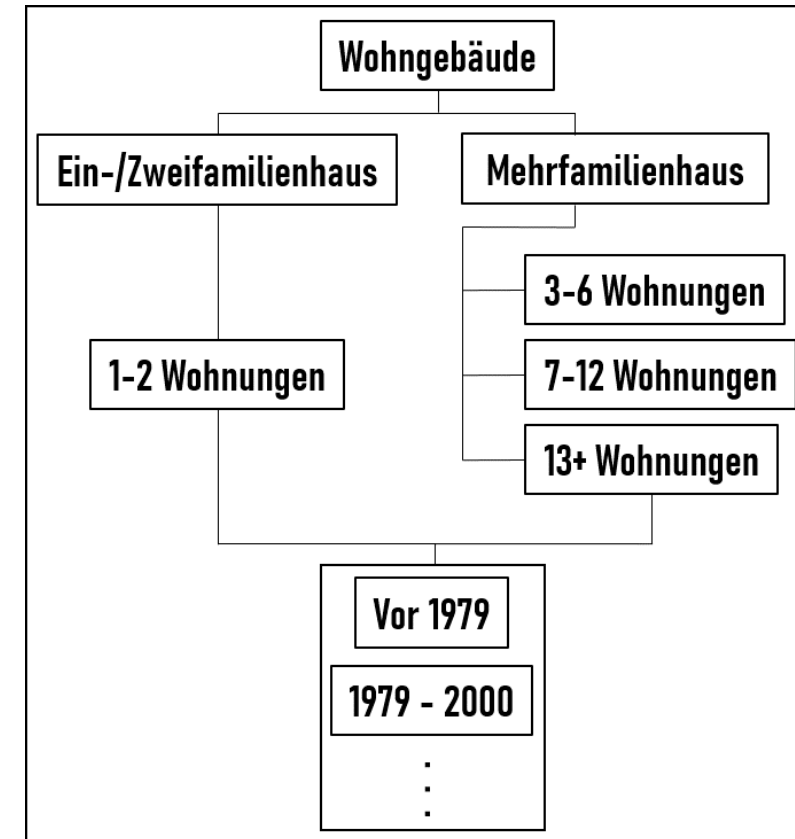 Wohngebäude
Ein-/Zweifamilienhaus
Mehrfamilienhaus
3-6 Wohnungen
1-2 Wohnungen
7-12 Wohnungen
13+ Wohnungen
Vor 1979
1979 - 2000